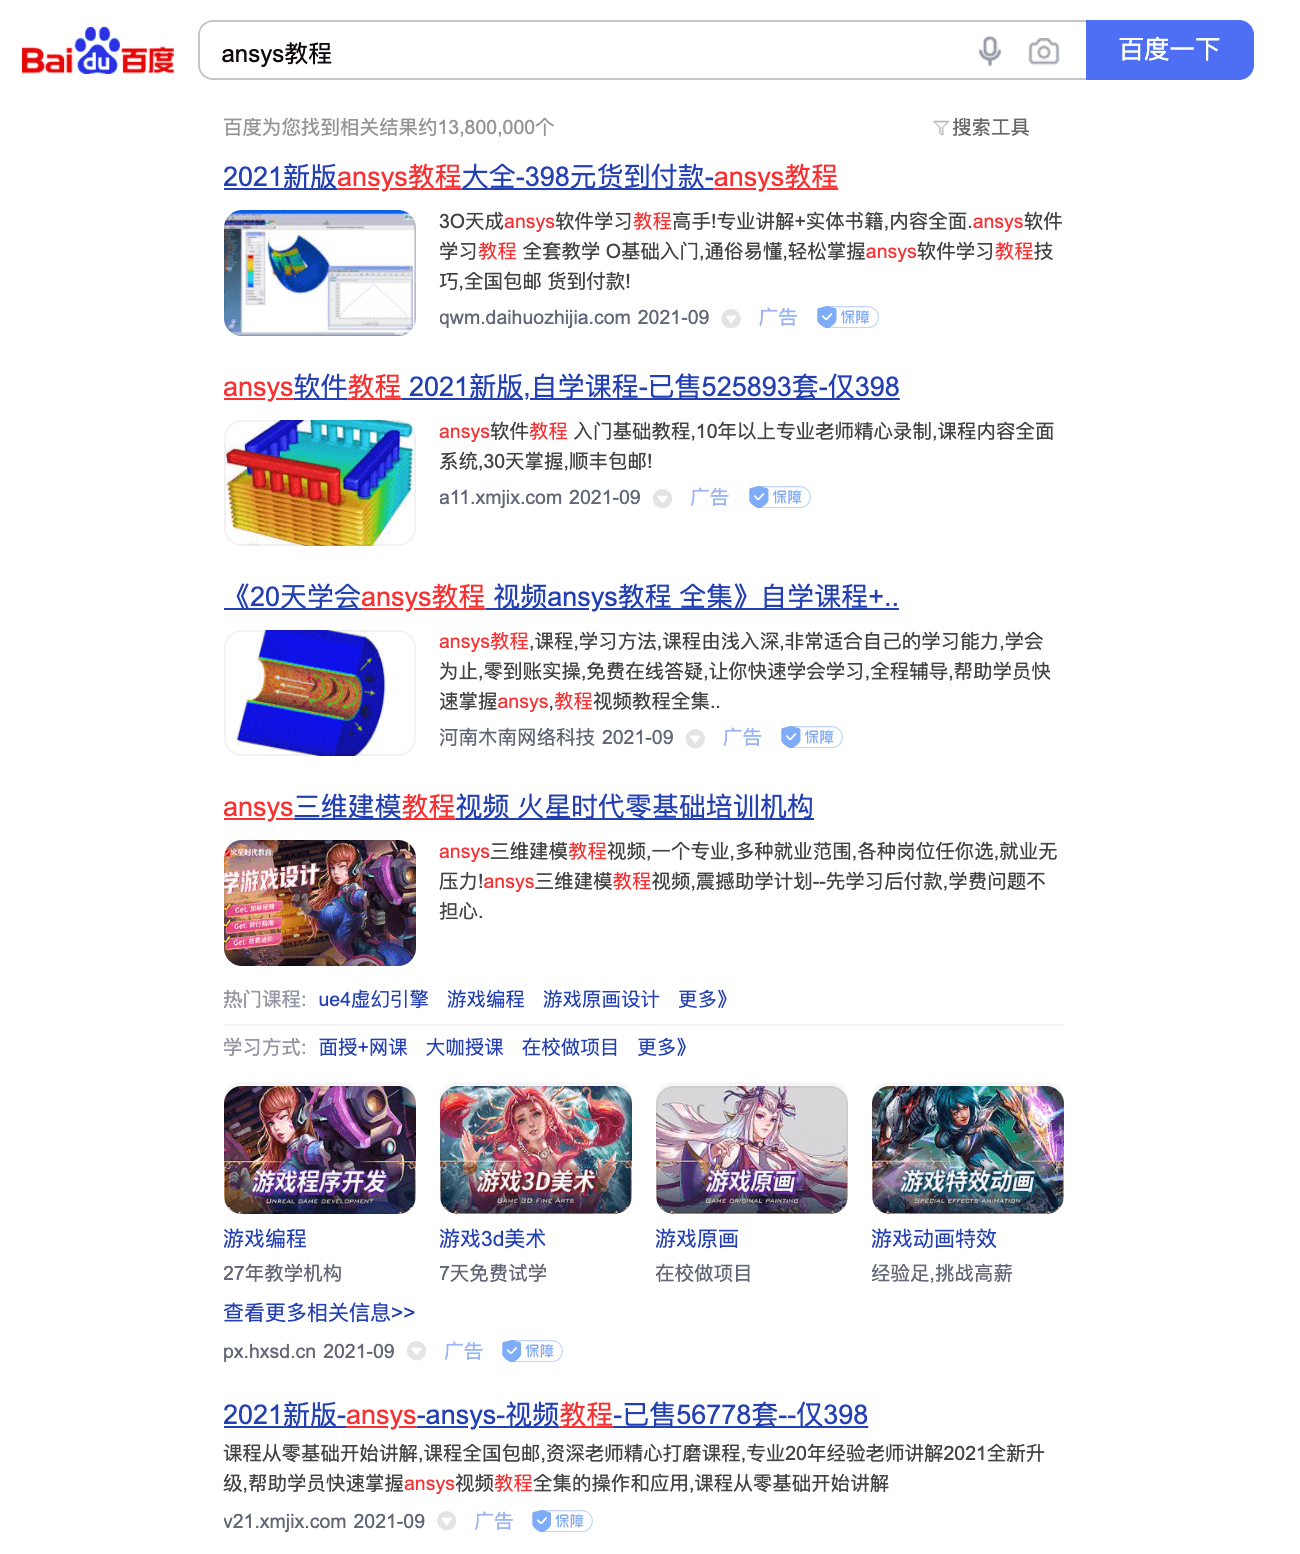 Bai du 百度
ansys教程
百度一下
百度为您找到相关结果约13,800,000个
搜索工具
2021新版ansys教程大全-398元货到付款-ansys教程
3O天成ansys软件学习教程高手!专业讲解+实体书籍,内容全面.ansys软件
学习教程 全套教学 O基础入门,通俗易懂,轻松掌握ansys软件学习教程技
巧,全国包邮 货到付款!
qwm.daihuozhijia.com 2021-09 广告 保障
ansys软件教程 2021新版,自学课程-已售525893套-仅398
ansys软件教程 入门基础教程,10年以上专业老师精心录制,课程内容全面
系统,30天掌握,顺丰包邮!
a11.xmjix.com 2021-09 广告 保障
《20天学会ansys教程 视频ansys教程 全集》自学课程+..
ansys教程,课程,学习方法,课程由浅入深,非常适合自己的学习能力,学会
为止,零到账实操,免费在线答疑,让你快速学会学习,全程辅导,帮助学员快
速掌握ansys,教程视频教程全集..
河南木南网络科技 2021-09 广告 保障
ansys三维建模教程视频 火星时代零基础培训机构
火星时代教育
学游戏设计
ansys三维建模教程视频,一个专业,多种就业范围,各种岗位任你选,就业无
压力!ansys三维建模教程视频,震撼助学计划--先学习后付款,学费问题不
担心.
热门课程: ue4虚幻引擎 游戏编程 游戏原画设计 更多》
学习方式: 面授+网课 大咖授课 在校做项目 更多》
游戏程序开发 游戏3D美术 游戏原画 游戏特效动画
UNREAL GAME DEVELOPMENT GAME 3D FINE ARTS GAME ORIGINAL PAINTING SPECIAL EFFECTS ANIMATION
游戏编程 游戏3d美术 游戏原画 游戏动画特效
27年教学机构 7天免费试学 在校做项目 经验足,挑战高薪
查看更多相关信息>>
px.hxsd.cn 2021-09 广告 保障
2021新版-ansys-ansys-视频教程-已售56778套--仅398
课程从零基础开始讲解,课程全国包邮,资深老师精心打磨课程,专业20年经验老师讲解2021全新升
级,帮助学员快速掌握ansys视频教程全集的操作和应用,课程从零基础开始讲解
v21.xmjix.com 2021-09 广告 保障